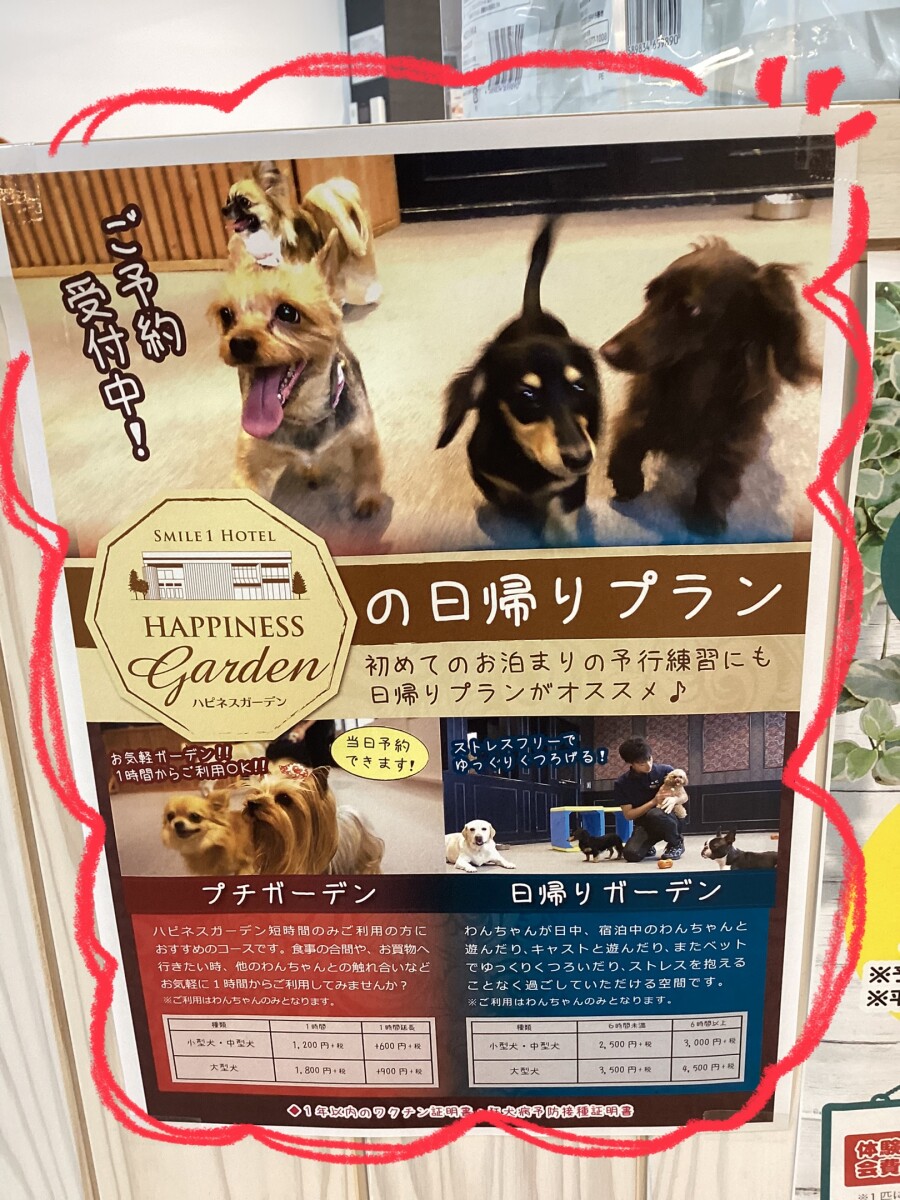 ご予約
受付中!
SMILE1 HOTEL
HAPPINESS
Garden
ハピネスガーデン
の日帰りプラン
初めてのお泊まりの予行練習にも
日帰りプランがオススメ♪
お気軽ガーデン!!
1時間からご利用OK!!
当日予約
できます!
プチガーデン
ハピネスガーデン短時間のみご利用の方に
おすすめのコースです。食事の合間や、お買物へ
行きたい時、他のわんちゃんとの触れ合いなど
お気軽に1時間からご利用してみませんか?
※ご利用はわんちゃんのみとなります。
種類 1時間 1時間延長
小型犬・中型犬 1,200円+税 +600円+税
大型犬 1,800円+税 +900円+税
ストレスフリーで
ゆっくりくつろげる!
日帰りガーデン
わんちゃんが日中、宿泊中のわんちゃんと
遊んだり、キャストと遊んだり、またベット
でゆっくりくつろいだり、ストレスを抱える
ことなく過ごしていただける空間です。
※ご利用はわんちゃんのみとなります。
種類 6時間未満 6時間以上
小型犬・中型犬 2,500円+税 3,000円+税
大型犬 3,500円+税 4,500円+税
◆1年以内のワクチン証明書・狂犬病予防接種証明書
体験
会費